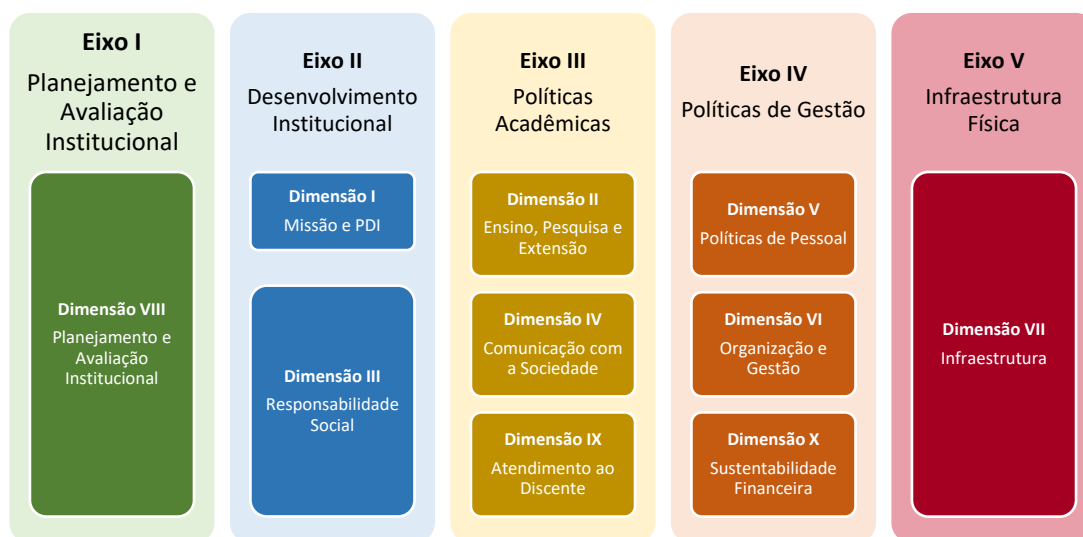 Eixo I
Planejamento e
Avaliação
Institucional
Dimensão VIII
Planejamento e
Avaliação
Institucional
Eixo II
Desenvolvimento
Institucional
Dimensão I
Missão e PDI
Dimensão III
Responsabilidade
Social
Eixo III
Políticas
Acadêmicas
Dimensão II
Ensino, Pesquisa e
Extensão
Dimensão IV
Comunicação com
a Sociedade
Dimensão IX
Atendimento ao
Discente
Eixo IV
Políticas de Gestão
Dimensão V
Políticas de Pessoal
Dimensão VI
Organização e
Gestão
Dimensão X
Sustentabilidade
Financeira
Eixo V
Infraestrutura
Física
Dimensão VII
Infraestrutura